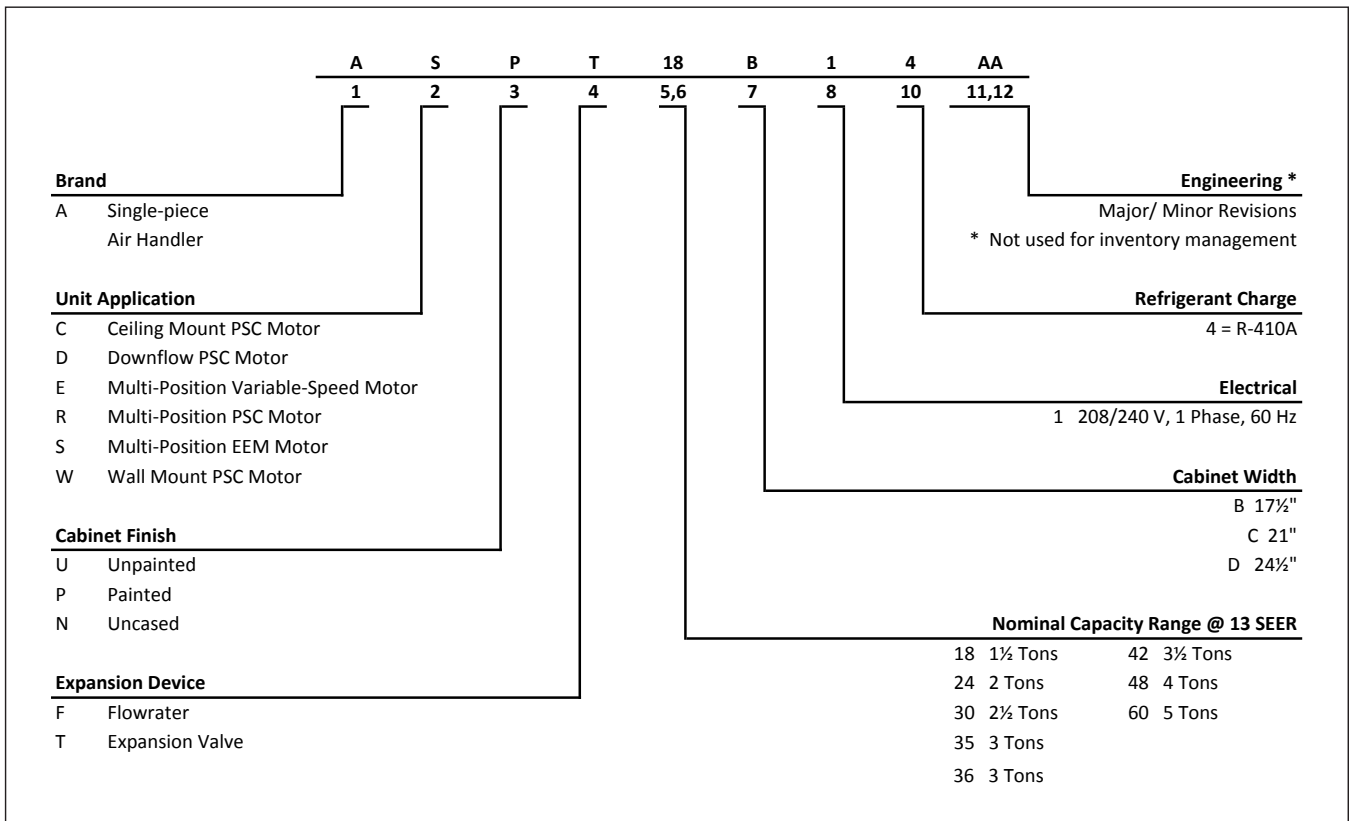 A S P T 18 B 1 4 AA
1 2 3 4 5,6 7 8 10 11,12
Brand
A Single-piece
Air Handler
Unit Application
C Ceiling Mount PSC Motor
D Downflow PSC Motor
E Multi-Position Variable-Speed Motor
R Multi-Position PSC Motor
S Multi-Position EEM Motor
W Wall Mount PSC Motor
Cabinet Finish
U Unpainted
P Painted
N Uncased
Expansion Device
F Flowrater
T Expansion Valve
Engineering *
Major/ Minor Revisions
* Not used for inventory management
Refrigerant Charge
4 = R-410A
Electrical
1 208/240 V, 1 Phase, 60 Hz
Cabinet Width
B 17½"
C 21"
D 24½"
Nominal Capacity Range @ 13 SEER
18 1½ Tons 42 3½ Tons
24 2 Tons 48 4 Tons
30 2½ Tons 60 5 Tons
35 3 Tons
36 3 Tons